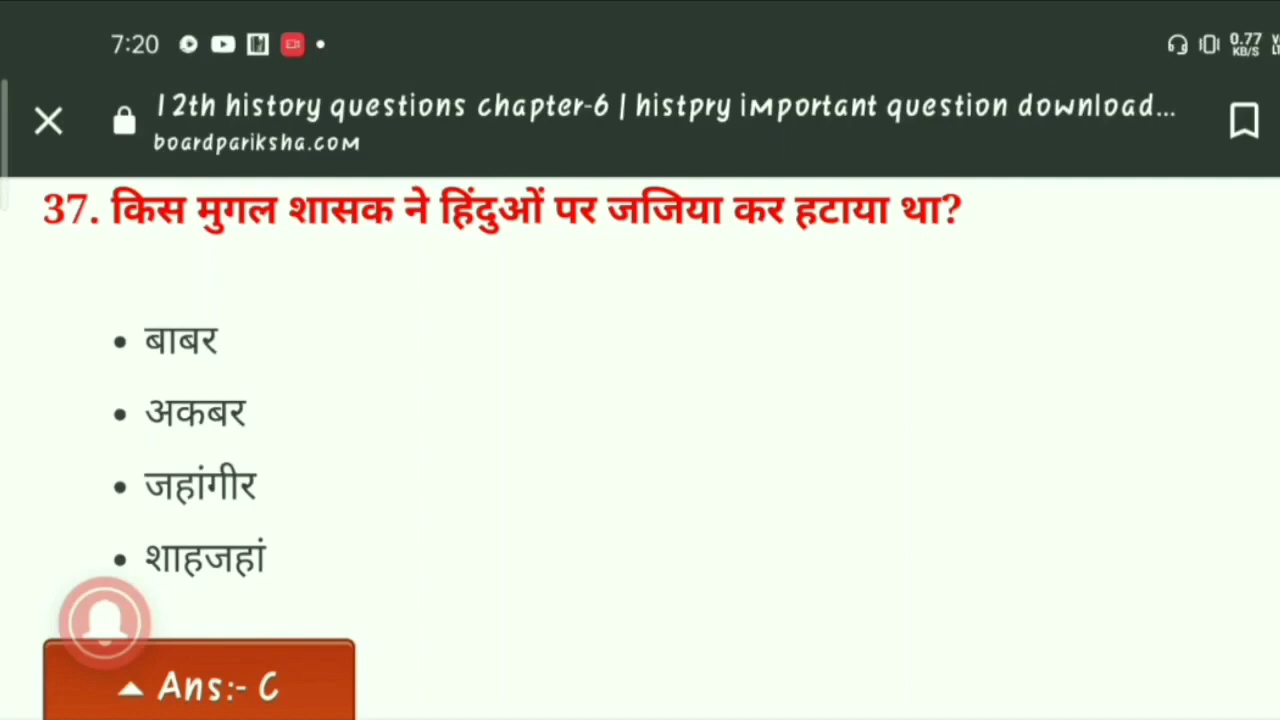 7:20
0.77
KB/S
12th history questions chapter-6 | histpry important question download...
boardpariksha.com
37. किस मुगल शासक ने हिंदुओं पर जजिया कर हटाया था?
• बाबर
• अकबर
• जहांगीर
• शाहजहां
Ans:- C